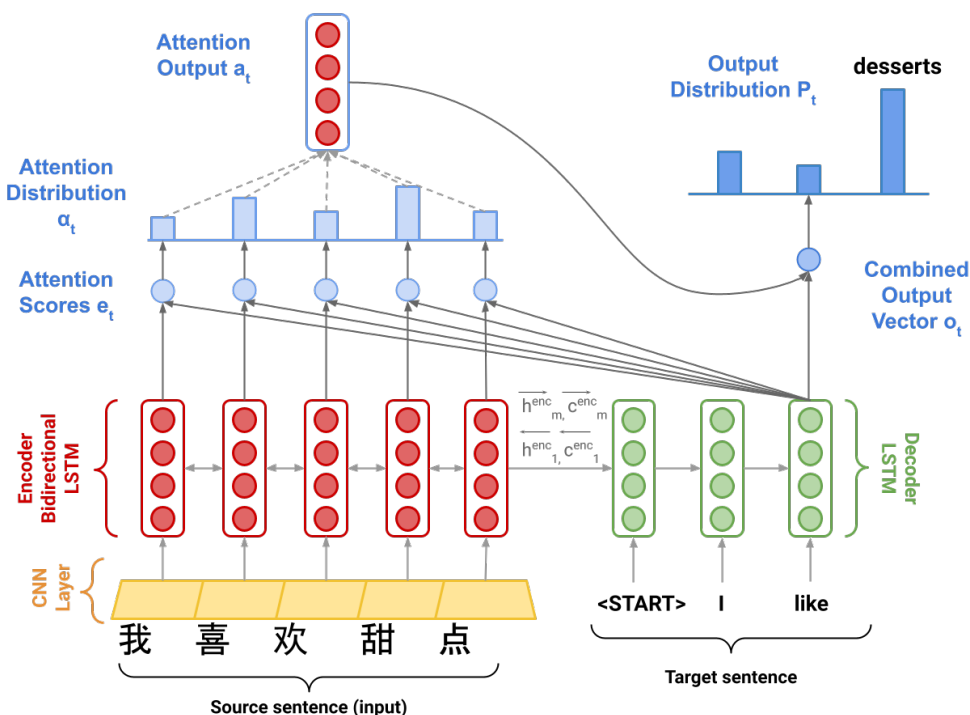 Attention
Output a_t
Output
Distribution P_t
desserts
Attention
Distribution
α_t
Attention
Scores e_t
Combined
Output
Vector o_t
Encoder
Bidirectional
LSTM
h^enc_m, c^enc_m
h^enc_1, c^enc_1
Decoder
LSTM
CNN
Layer
我 喜 欢 甜 点
<START> I like
Source sentence (input)
Target sentence